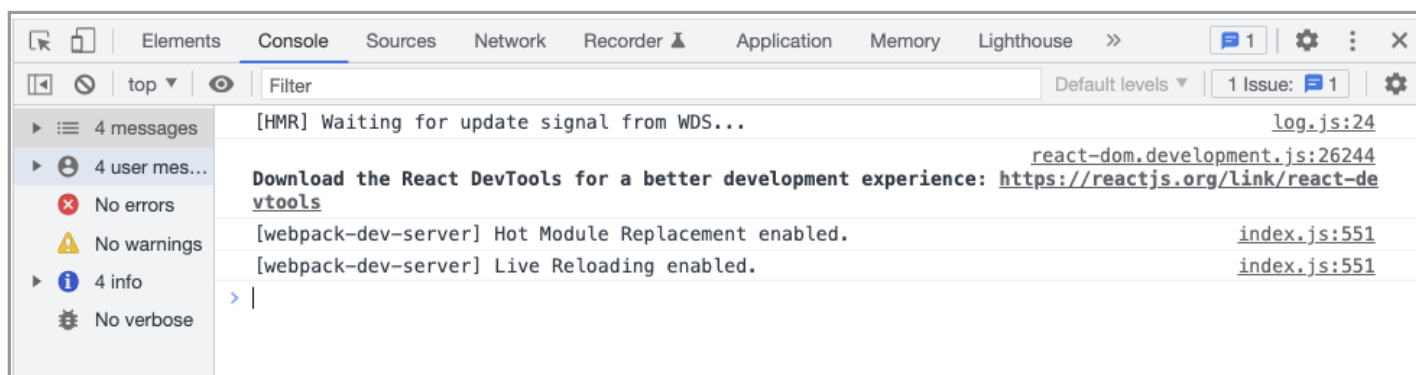 Elements Console Sources Network Recorder Application Memory Lighthouse » 1
top ▼ Filter Default levels ▼ 1 Issue: 1
4 messages
4 user mes...
No errors
No warnings
4 info
No verbose
[HMR] Waiting for update signal from WDS... log.js:24
react-dom.development.js:26244
Download the React DevTools for a better development experience: https://reactjs.org/link/react-de
vtools
[webpack-dev-server] Hot Module Replacement enabled. index.js:551
[webpack-dev-server] Live Reloading enabled. index.js:551
>